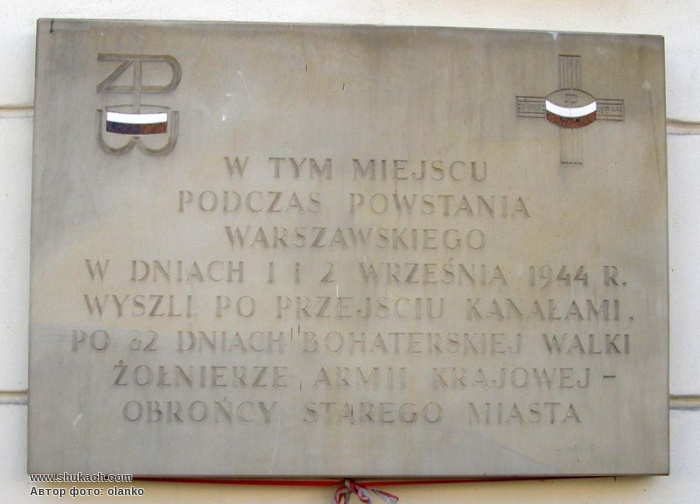 W TYM MIEJSCU
PODCZAS POWSTANIA
WARSZAWSKIEGO
W DNIACH 1 i 2 WRZEŚNIA 1944 R.
WYSZLI PO PRZEJŚCIU KANAŁAMI.
PO 32 DNIACH BOHATERSKIEJ WALKI
ŻOŁNIERZE ARMII KRAJOWEJ -
OBROŃCY STAREGO MIASTA
www.shukach.com
Автор фото: olanko